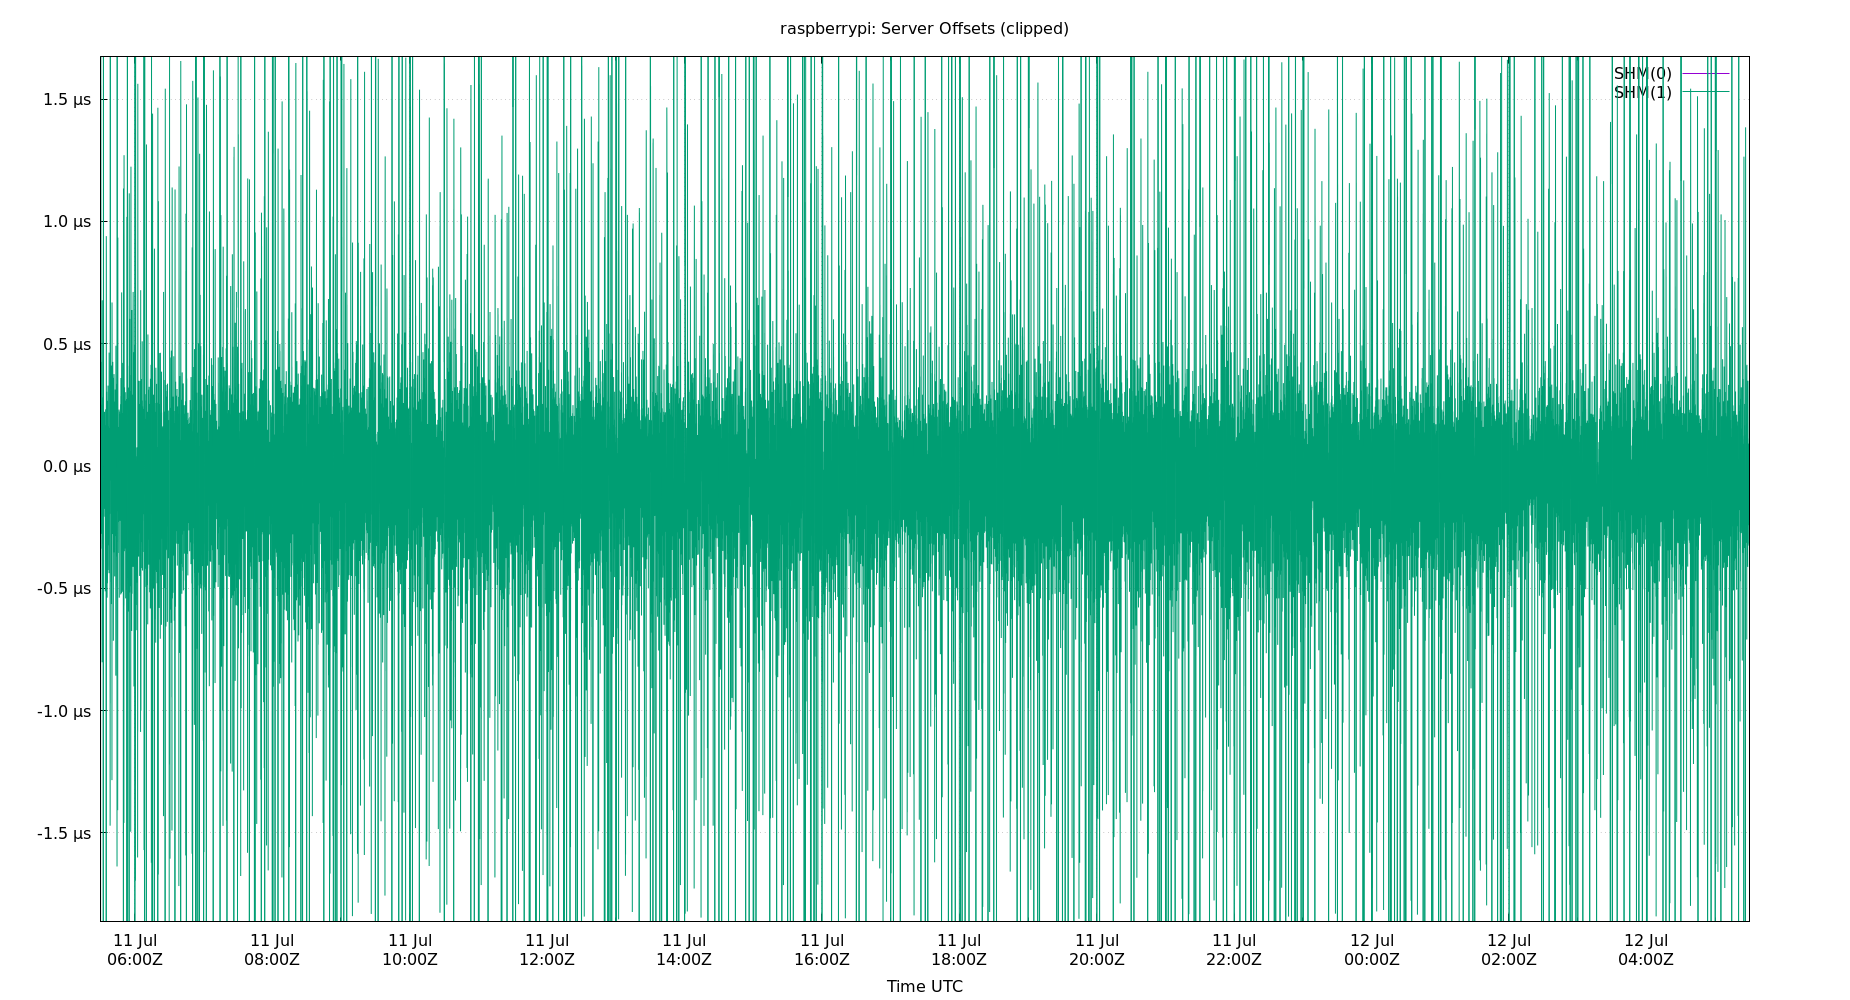 raspberrypi: Server Offsets (clipped)
SHM(0)
SHM(1)
1.5 µs
1.0 µs
0.5 µs
0.0 µs
-0.5 µs
-1.0 µs
-1.5 µs
11 Jul 11 Jul 11 Jul 11 Jul 11 Jul 11 Jul 11 Jul 11 Jul 11 Jul 12 Jul 12 Jul 12 Jul
06:00Z 08:00Z 10:00Z 12:00Z 14:00Z 16:00Z 18:00Z 20:00Z 22:00Z 00:00Z 02:00Z 04:00Z
Time UTC